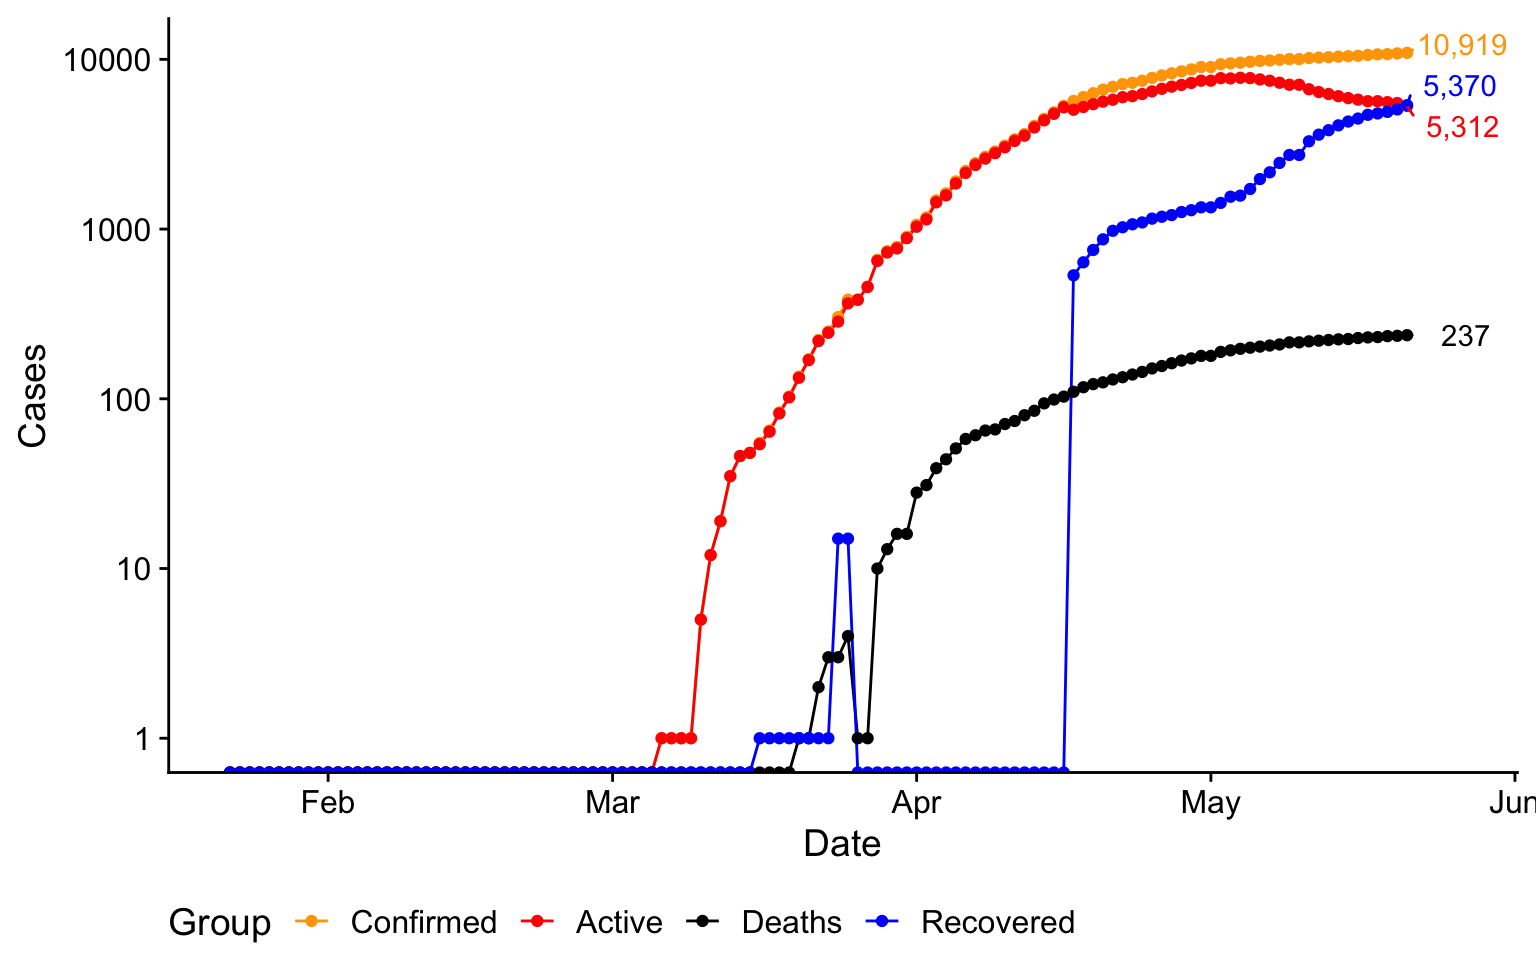 10,919
10000
5,370
5,312
1000
237
Cases
100
10
1
Feb Mar Apr May Jun
Date
Group Confirmed Active Deaths Recovered